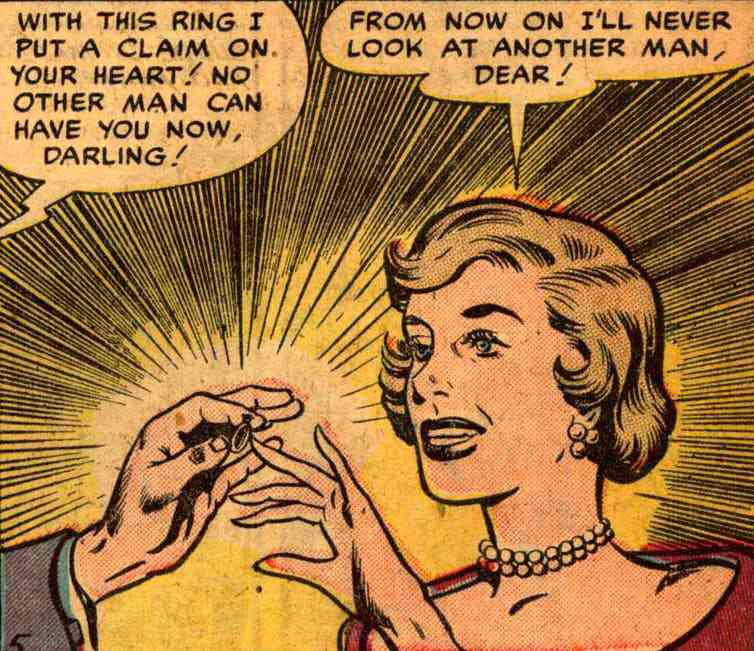 WITH THIS RING I
PUT A CLAIM ON
YOUR HEART! NO
OTHER MAN CAN
HAVE YOU NOW,
DARLING!
FROM NOW ON I'LL NEVER
LOOK AT ANOTHER MAN,
DEAR!
5